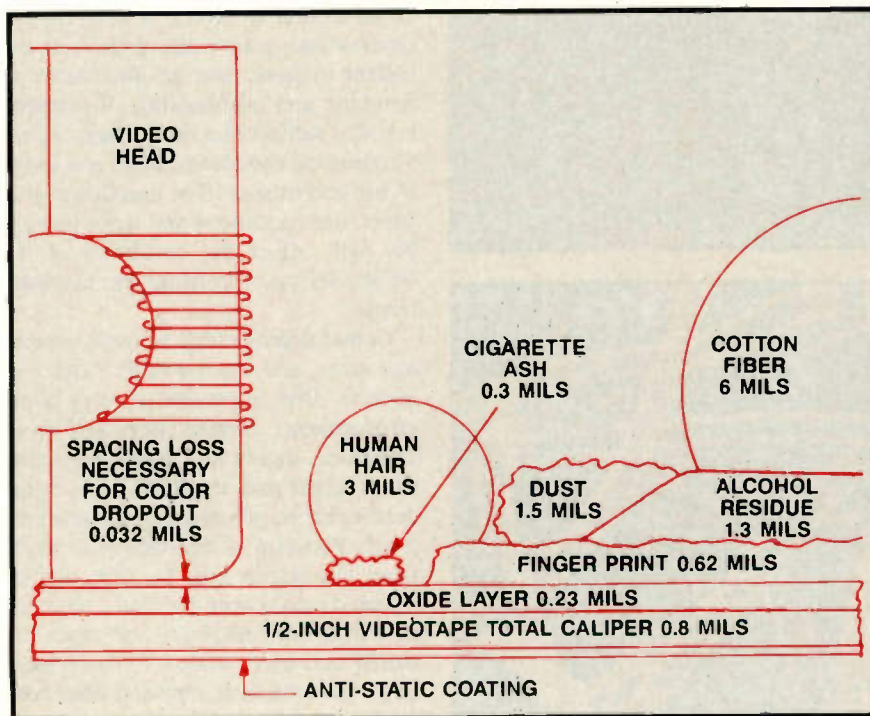 VIDEO
HEAD
SPACING LOSS
NECESSARY
FOR COLOR
DROPOUT
0.032 MILS
HUMAN
HAIR
3 MILS
CIGARETTE
ASH
0.3 MILS
DUST
1.5 MILS
COTTON
FIBER
6 MILS
ALCOHOL
RESIDUE
1.3 MILS
FINGER PRINT 0.62 MILS
OXIDE LAYER 0.23 MILS
1/2-INCH VIDEOTAPE TOTAL CALIPER 0.8 MILS
ANTI-STATIC COATING